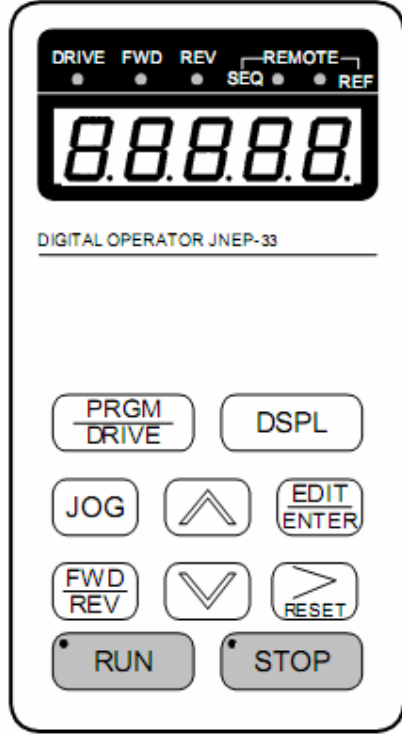 DRIVE FWD REV REMOTE
SEQ REF
8.8.8.8.8.
DIGITAL OPERATOR JNEP-33
PRGM DSPL
DRIVE
JOG EDIT
ENTER
FWD >
REV RESET
RUN STOP